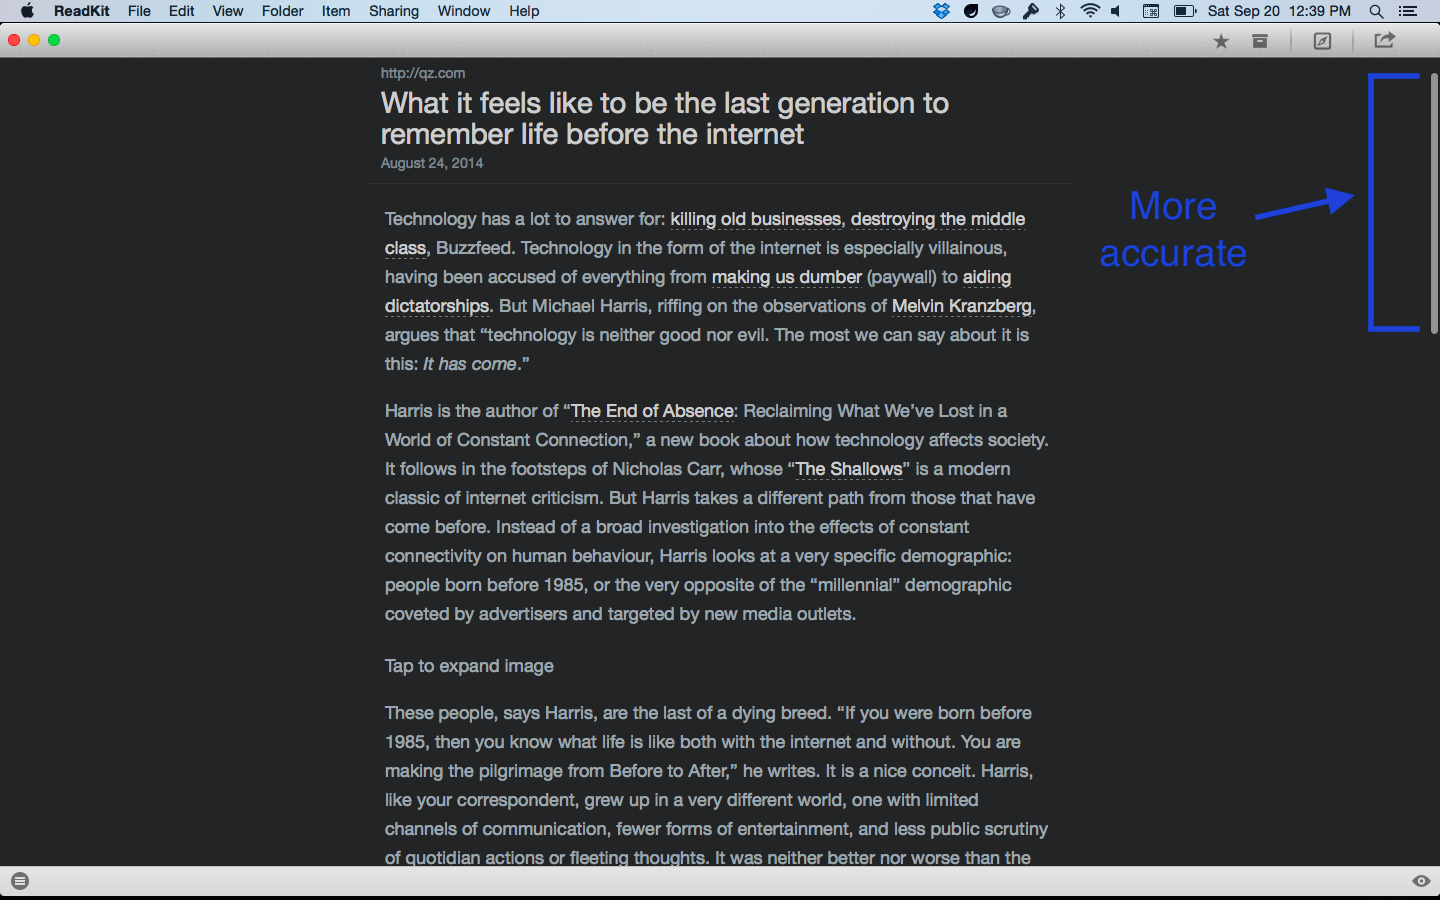 ReadKit File Edit View Folder Item Sharing Window Help Sat Sep 20 12:39 PM
http://qz.com
What it feels like to be the last generation to
remember life before the internet
August 24, 2014
Technology has a lot to answer for: killing old businesses, destroying the middle
class, Buzzfeed. Technology in the form of the internet is especially villainous,
having been accused of everything from making us dumber (paywall) to aiding
dictatorships. But Michael Harris, riffing on the observations of Melvin Kranzberg,
argues that “technology is neither good nor evil. The most we can say about it is
this: It has come.”
More
accurate
Harris is the author of “The End of Absence: Reclaiming What We’ve Lost in a
World of Constant Connection,” a new book about how technology affects society.
It follows in the footsteps of Nicholas Carr, whose “The Shallows” is a modern
classic of internet criticism. But Harris takes a different path from those that have
come before. Instead of a broad investigation into the effects of constant
connectivity on human behaviour, Harris looks at a very specific demographic:
people born before 1985, or the very opposite of the “millennial” demographic
coveted by advertisers and targeted by new media outlets.
Tap to expand image
These people, says Harris, are the last of a dying breed. “If you were born before
1985, then you know what life is like both with the internet and without. You are
making the pilgrimage from Before to After,” he writes. It is a nice conceit. Harris,
like your correspondent, grew up in a very different world, one with limited
channels of communication, fewer forms of entertainment, and less public scrutiny
of quotidian actions or fleeting thoughts. It was neither better nor worse than the